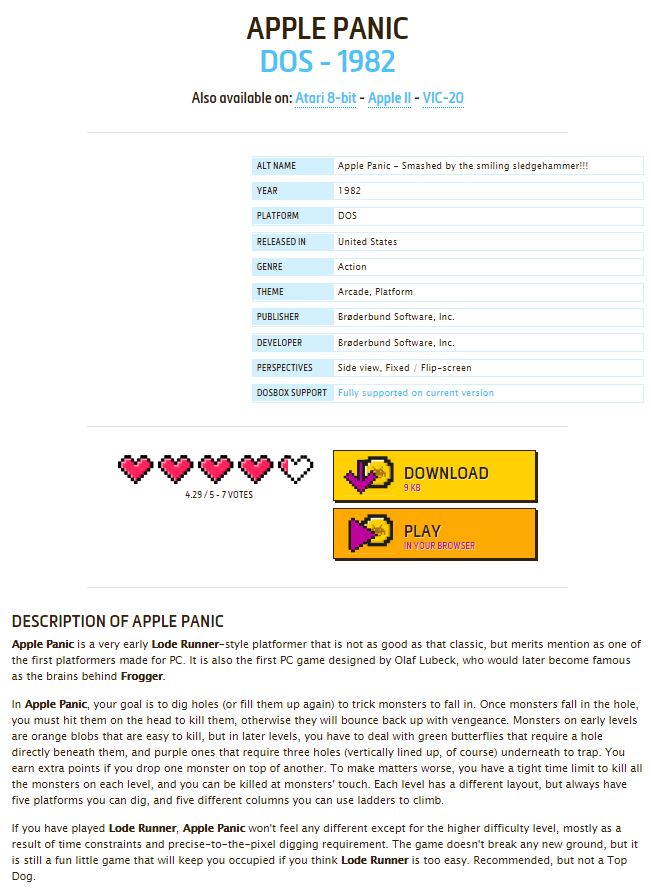 APPLE PANIC
DOS - 1982
Also available on: Atari 8-bit - Apple II - VIC-20
ALT NAME Apple Panic - Smashed by the smiling sledgehammer!!!
YEAR 1982
PLATFORM DOS
RELEASED IN United States
GENRE Action
THEME Arcade, Platform
PUBLISHER Brøderbund Software, Inc.
DEVELOPER Brøderbund Software, Inc.
PERSPECTIVES Side view, Fixed / Flip-screen
DOSBOX SUPPORT Fully supported on current version
4.29 / 5 - 7 VOTES
DOWNLOAD
9 KB
PLAY
IN YOUR BROWSER
DESCRIPTION OF APPLE PANIC
Apple Panic is a very early Lode Runner-style platformer that is not as good as that classic, but merits mention as one of
the first platformers made for PC. It is also the first PC game designed by Olaf Lubeck, who would later become famous
as the brains behind Frogger.
In Apple Panic, your goal is to dig holes (or fill them up again) to trick monsters to fall in. Once monsters fall in the hole,
you must hit them on the head to kill them, otherwise they will bounce back up with vengeance. Monsters on early levels
are orange blobs that are easy to kill, but in later levels, you have to deal with green butterflies that require a hole
directly beneath them, and purple ones that require three holes (vertically lined up, of course) underneath to trap. You
earn extra points if you drop one monster on top of another. To make matters worse, you have a tight time limit to kill all
the monsters on each level, and you can be killed at monsters' touch. Each level has a different layout, but always have
five platforms you can dig, and five different columns you can use ladders to climb.
If you have played Lode Runner, Apple Panic won't feel any different except for the higher difficulty level, mostly as a
result of time constraints and precise-to-the-pixel digging requirement. The game doesn't break any new ground, but it
is still a fun little game that will keep you occupied if you think Lode Runner is too easy. Recommended, but not a Top
Dog.